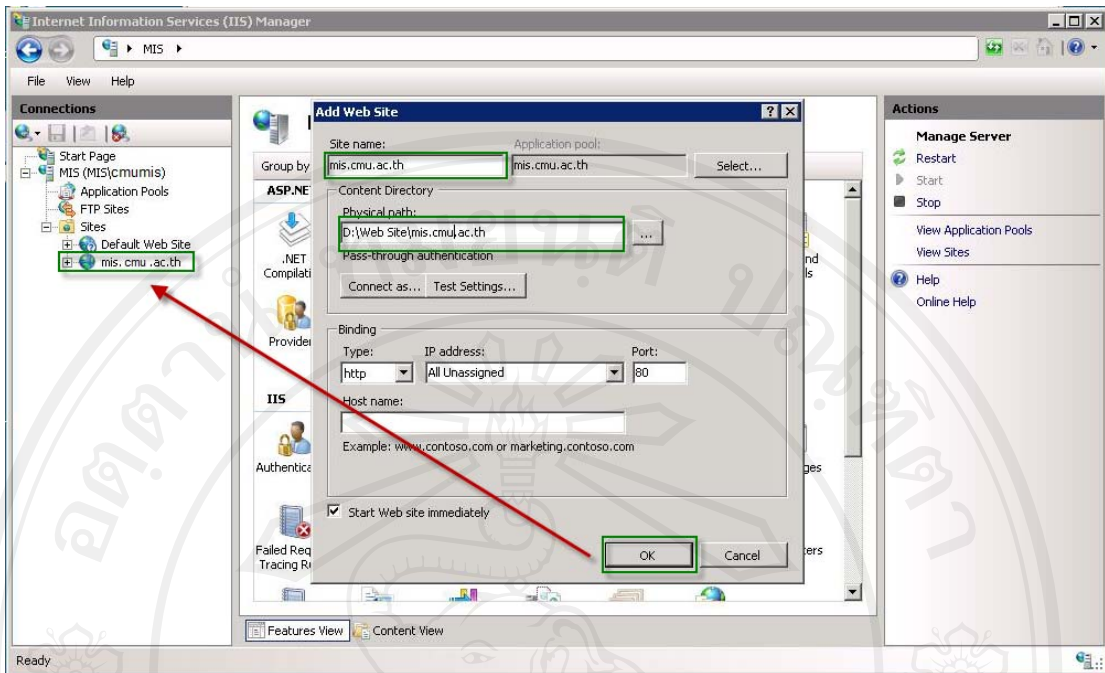 Internet Information Services (IIS) Manager
MIS
File View Help
Connections
Start Page
MIS (MIS\cmumis)
Application Pools
FTP Sites
Sites
Default Web Site
mis. cmu .ac.th
Group by
ASP.NE
.NET
Compilati
Provider
IIS
Authentica
Failed Req
Tracing Ru
Add Web Site
Site name:
Application pool:
mis.cmu.ac.th
mis.cmu.ac.th
Select...
Content Directory
Physical path:
D:\Web Site\mis.cmu.ac.th
...
Pass-through authentication
Connect as...
Test Settings...
Binding
Type:
IP address:
Port:
http
All Unassigned
80
Host name:
Example: www.contoso.com or marketing.contoso.com
Start Web site immediately
OK
Cancel
nd
ls
ges
ters
Features View
Content View
Actions
Manage Server
Restart
Start
Stop
View Application Pools
View Sites
Help
Online Help
Ready